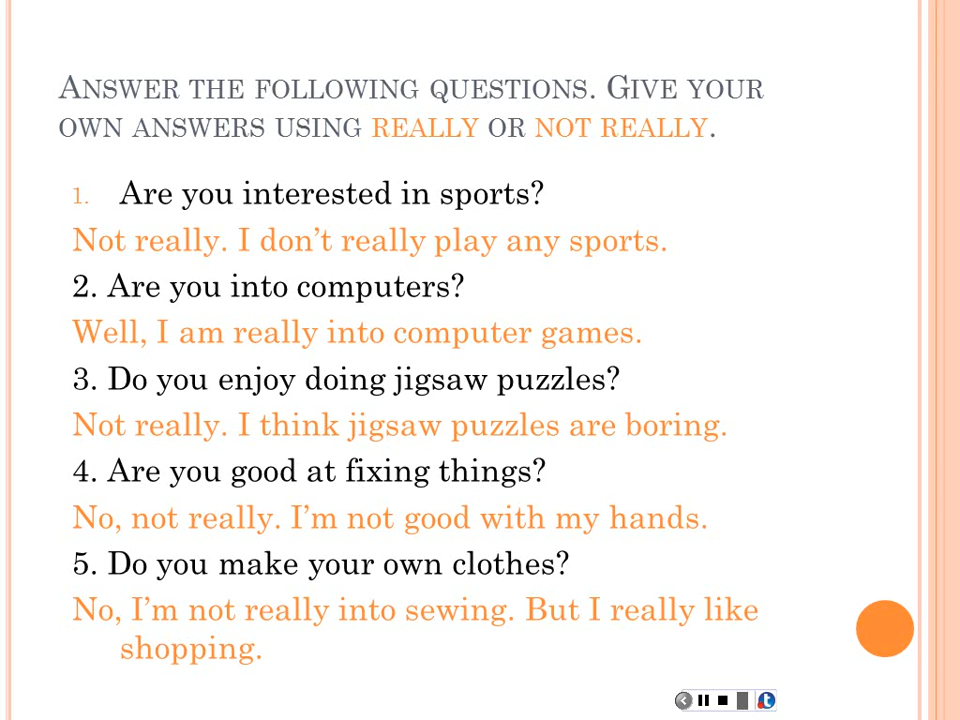 ANSWER THE FOLLOWING QUESTIONS. GIVE YOUR
OWN ANSWERS USING REALLY OR NOT REALLY.
1. Are you interested in sports?
Not really. I don’t really play any sports.
2. Are you into computers?
Well, I am really into computer games.
3. Do you enjoy doing jigsaw puzzles?
Not really. I think jigsaw puzzles are boring.
4. Are you good at fixing things?
No, not really. I’m not good with my hands.
5. Do you make your own clothes?
No, I’m not really into sewing. But I really like
shopping.
t